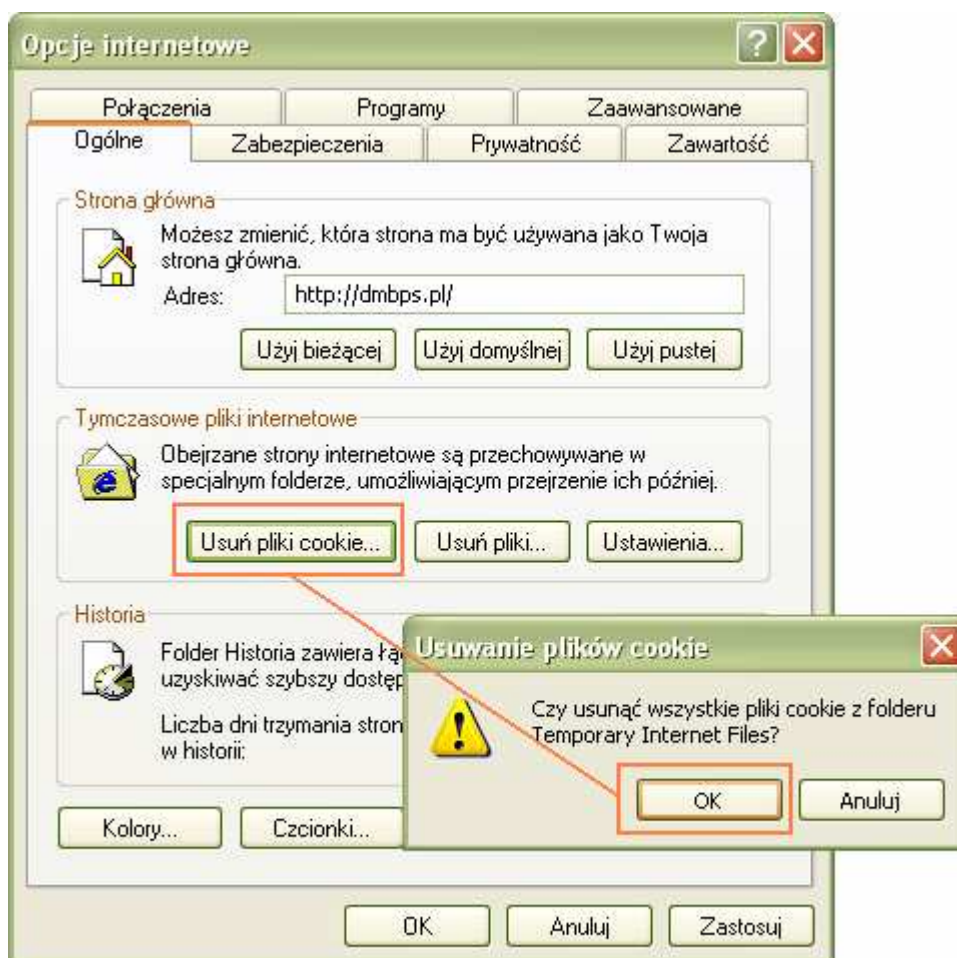 Opcje internetowe
Połączenia Programy Zaawansowane
Ogólne Zabezpieczenia Prywatność Zawartość
Strona główna
Możesz zmienić, która strona ma być używana jako Twoja
strona główna.
Adres: http://dmbps.pl/
Użyj bieżącej Użyj domyślnej Użyj pustej
Tymczasowe pliki internetowe
Obejrzane strony internetowe są przechowywane w
specjalnym folderze, umożliwiającym przejrzenie ich później.
Usuń pliki cookie... Usuń pliki... Ustawienia...
Historia
Folder Historia zawiera
uzyskiwać szybszy
Liczba dni trzymania
w historii:
Usuwanie plików cookie
Czy usunąć wszystkie pliki cookie z folderu
Temporary Internet Files?
OK Anuluj
Kolory... Czcionki...
OK Anuluj Zastosuj